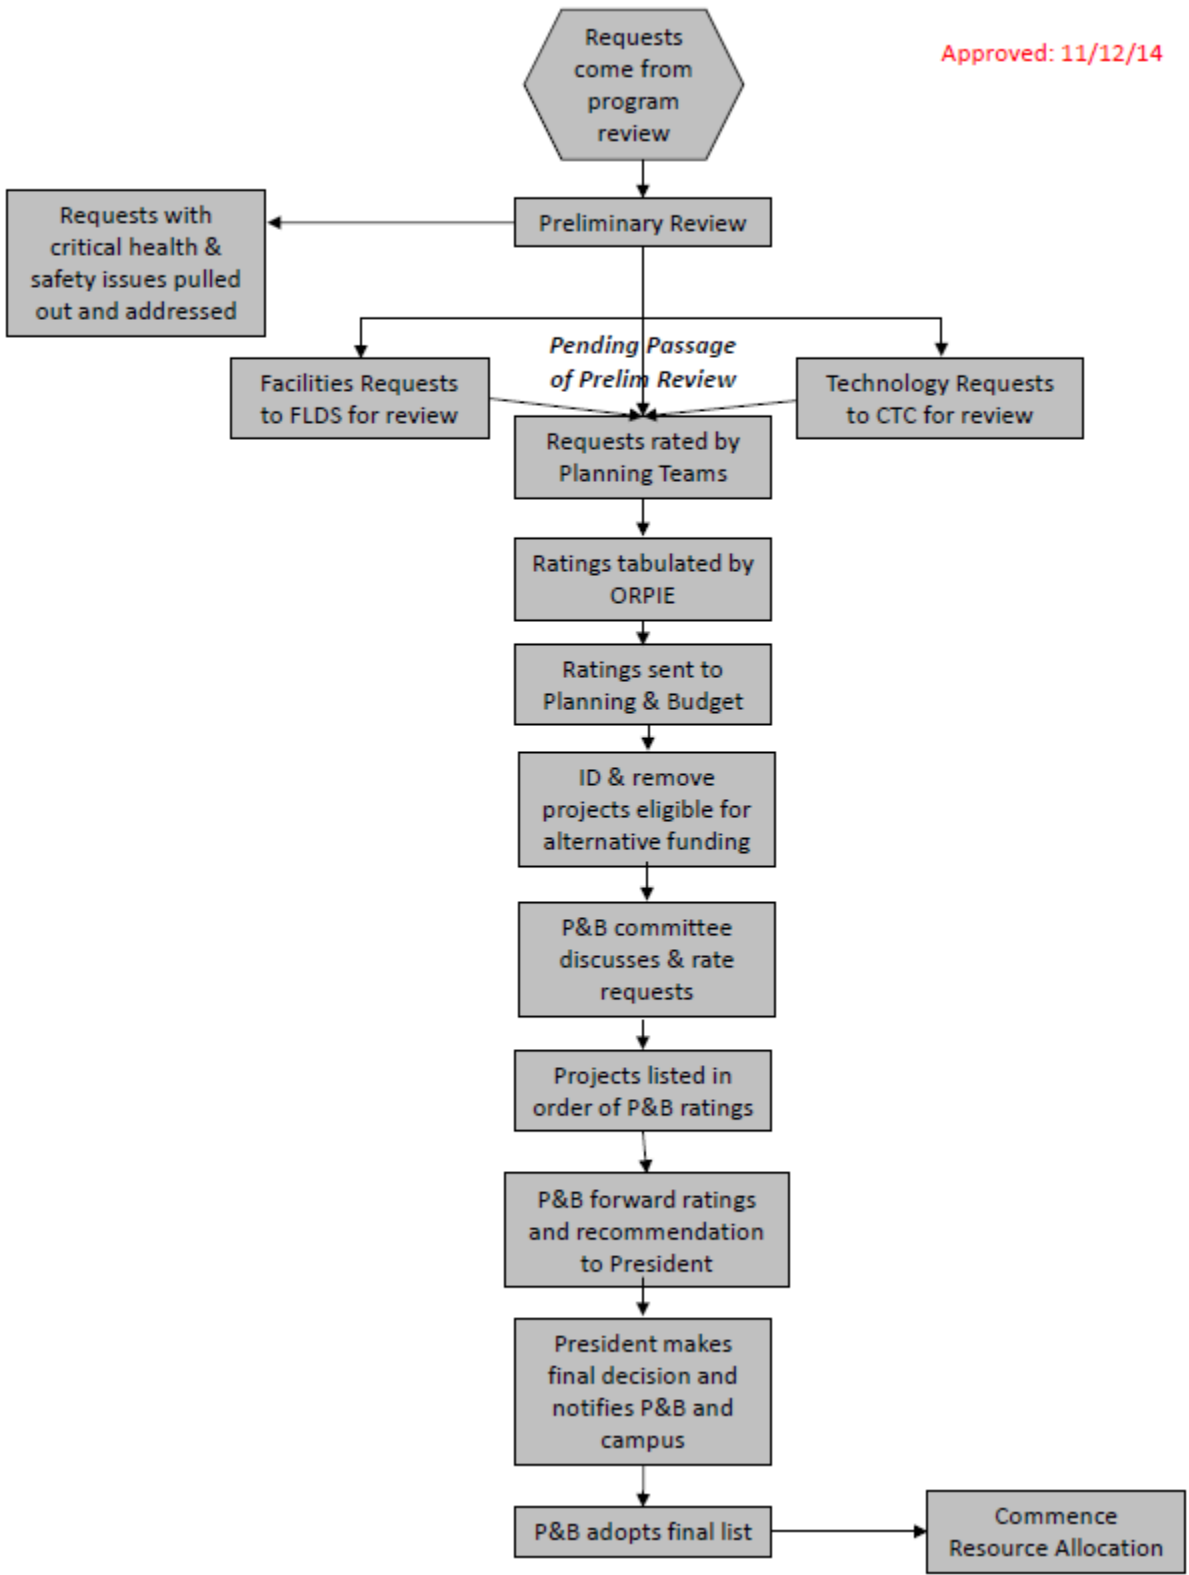 Requests
come from
program
review
Approved: 11/12/14
Requests with
critical health &
safety issues pulled
out and addressed
Preliminary Review
Pending Passage
of Prelim Review
Facilities Requests
to FLDS for review
Technology Requests
to CTC for review
Requests rated by
Planning Teams
Ratings tabulated by
ORPIE
Ratings sent to
Planning & Budget
ID & remove
projects eligible for
alternative funding
P&B committee
discusses & rate
requests
Projects listed in
order of P&B ratings
P&B forward ratings
and recommendation
to President
President makes
final decision and
notifies P&B and
campus
P&B adopts final list
Commence
Resource Allocation